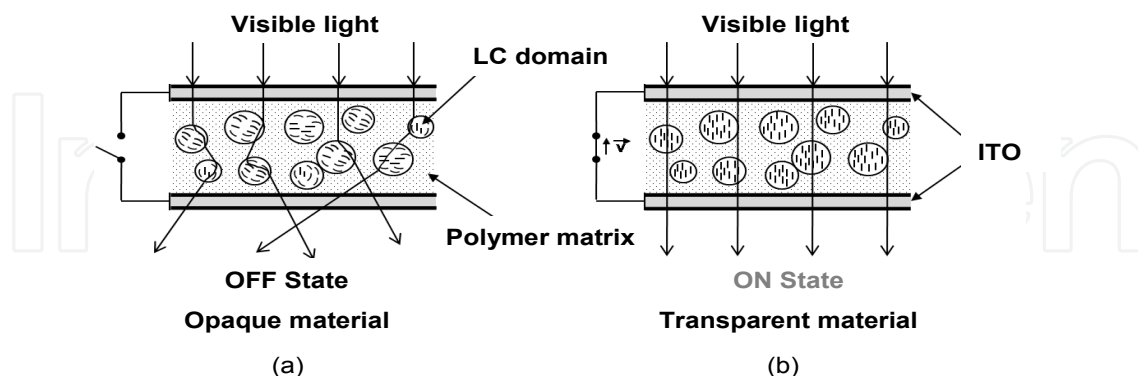 Visible light
Visible light
LC domain
V
ITO
Polymer matrix
OFF State
ON State
Opaque material
Transparent material
(a)
(b)